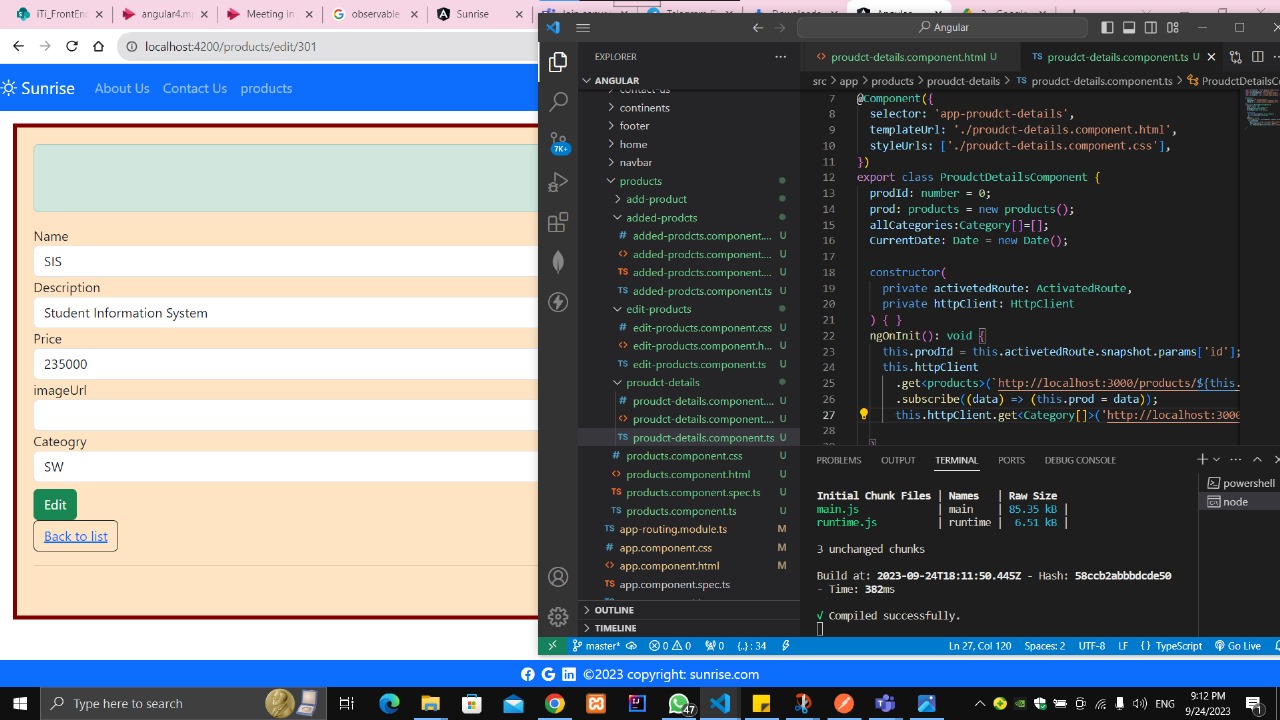 iTi_FrontEn
Standarliza
Meeting in
observable
Sunrise
localhost:4200/products/edit/301
Sunrise
About Us
Contact Us
products
Name
SIS
Description
Student Information System
Price
235000
imageUrl
Cateogry
SW
Edit
Back to list
©2023 copyright: sunrise.com
Angular
EXPLORER
ANGULAR
continents
footer
home
navbar
products
add-product
added-prodcts
# added-prodcts.component....
U
<> added-prodcts.component....
U
TS added-prodcts.component....
U
TS added-prodcts.component.ts
U
edit-products
# edit-products.component.css
U
<> edit-products.component.h...
U
TS edit-products.component.ts
U
proudct-details
# proudct-details.component....
U
<> proudct-details.component....
U
TS proudct-details.component.ts
U
# products.component.css
U
<> products.component.html
U
TS products.component.spec.ts
U
TS products.component.ts
U
TS app-routing.module.ts
M
# app.component.css
M
<> app.component.html
M
TS app.component.spec.ts
OUTLINE
TIMELINE
7K+
<> proudct-details.component.html U
TS proudct-details.component.ts U
src > app > products > proudct-details > TS proudct-details.component.ts > ProudctDetailsCo
7 @Component({
8 selector: 'app-proudct-details',
9 templateUrl: './proudct-details.component.html',
10 styleUrls: ['./proudct-details.component.css'],
11 })
12 export class ProudctDetailsComponent {
13 prodId: number = 0;
14 prod: products = new products();
15 allCategories:Category[]=[];
16 CurrentDate: Date = new Date();
17
18 constructor(
19 private activetedRoute: ActivatedRoute,
20 private httpClient: HttpClient
21 ) { }
22 ngOnInit(): void {
23 this.prodId = this.activetedRoute.snapshot.params['id'];
24 this.httpClient
25 .get<products>(`http://localhost:3000/products/${this.
26 .subscribe((data) => (this.prod = data));
27 this.httpClient.get<Category[]>('http://localhost:3000
28
PROBLEMS
OUTPUT
TERMINAL
PORTS
DEBUG CONSOLE
Initial Chunk Files | Names | Raw Size
main.js | main | 85.35 kB |
runtime.js | runtime | 6.51 kB |
3 unchanged chunks
Build at: 2023-09-24T18:11:50.445Z - Hash: 58ccb2abbbdcde50
- Time: 382ms
√ Compiled successfully.
powershell
node
master*
0 0
0
{..} : 34
Ln 27, Col 120
Spaces: 2
UTF-8
LF
{ } TypeScript
Go Live
Type here to search
47
9:12 PM
9/24/2023
1